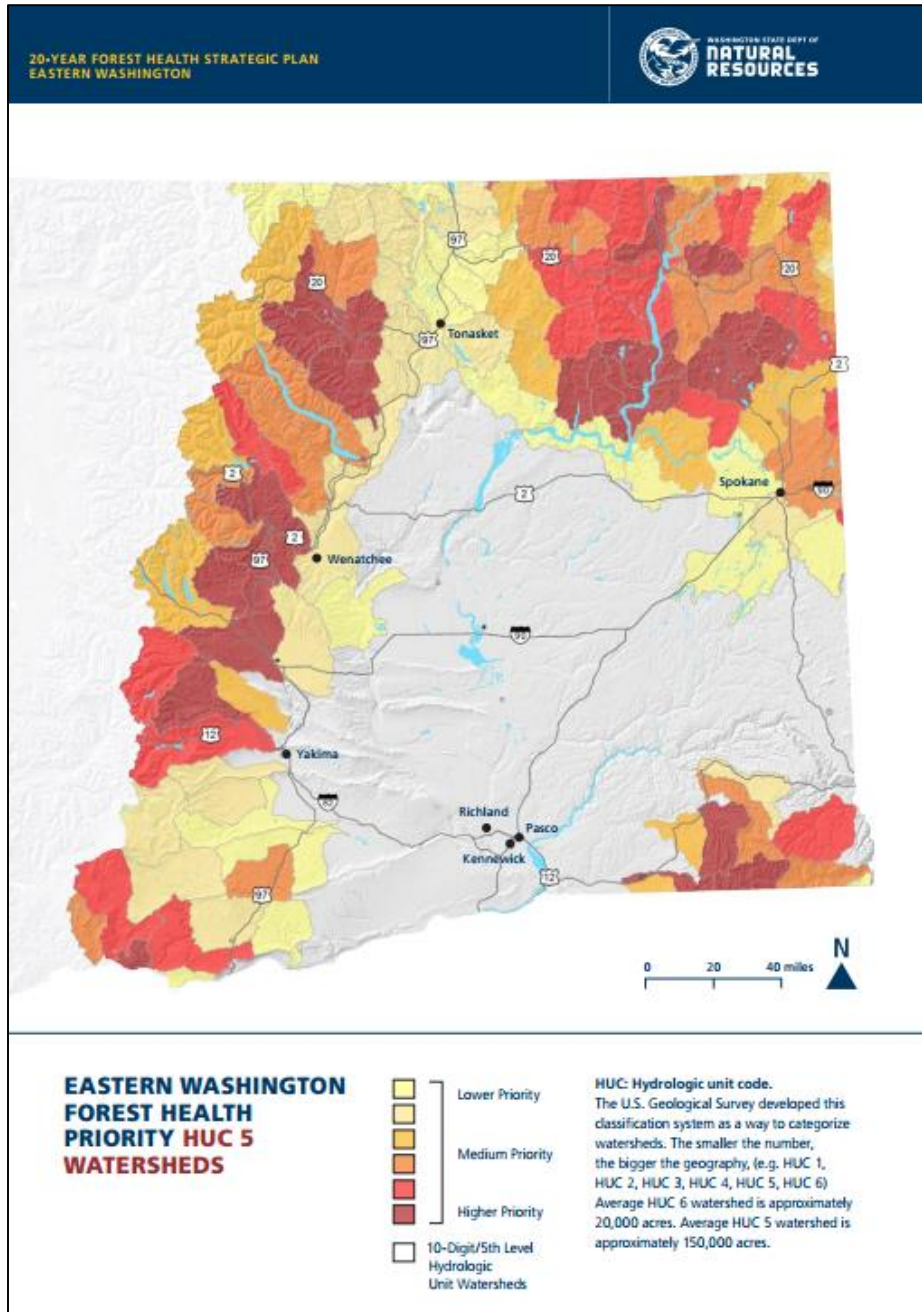 20-YEAR FOREST HEALTH STRATEGIC PLAN
EASTERN WASHINGTON
WASHINGTON STATE DEPT OF
NATURAL
RESOURCES
97
20
20
20
Tonasket
97
2
2
Spokane
90
2
2
97
Wenatchee
90
12
Yakima
82
Richland
Pasco
Kennewick
12
97
N
0 20 40 miles
EASTERN WASHINGTON
FOREST HEALTH
PRIORITY HUC 5
WATERSHEDS
Lower Priority
Medium Priority
Higher Priority
10-Digit/5th Level
Hydrologic
Unit Watersheds
HUC: Hydrologic unit code.
The U.S. Geological Survey developed this
classification system as a way to categorize
watersheds. The smaller the number,
the bigger the geography, (e.g. HUC 1,
HUC 2, HUC 3, HUC 4, HUC 5, HUC 6)
Average HUC 6 watershed is approximately
20,000 acres. Average HUC 5 watershed is
approximately 150,000 acres.